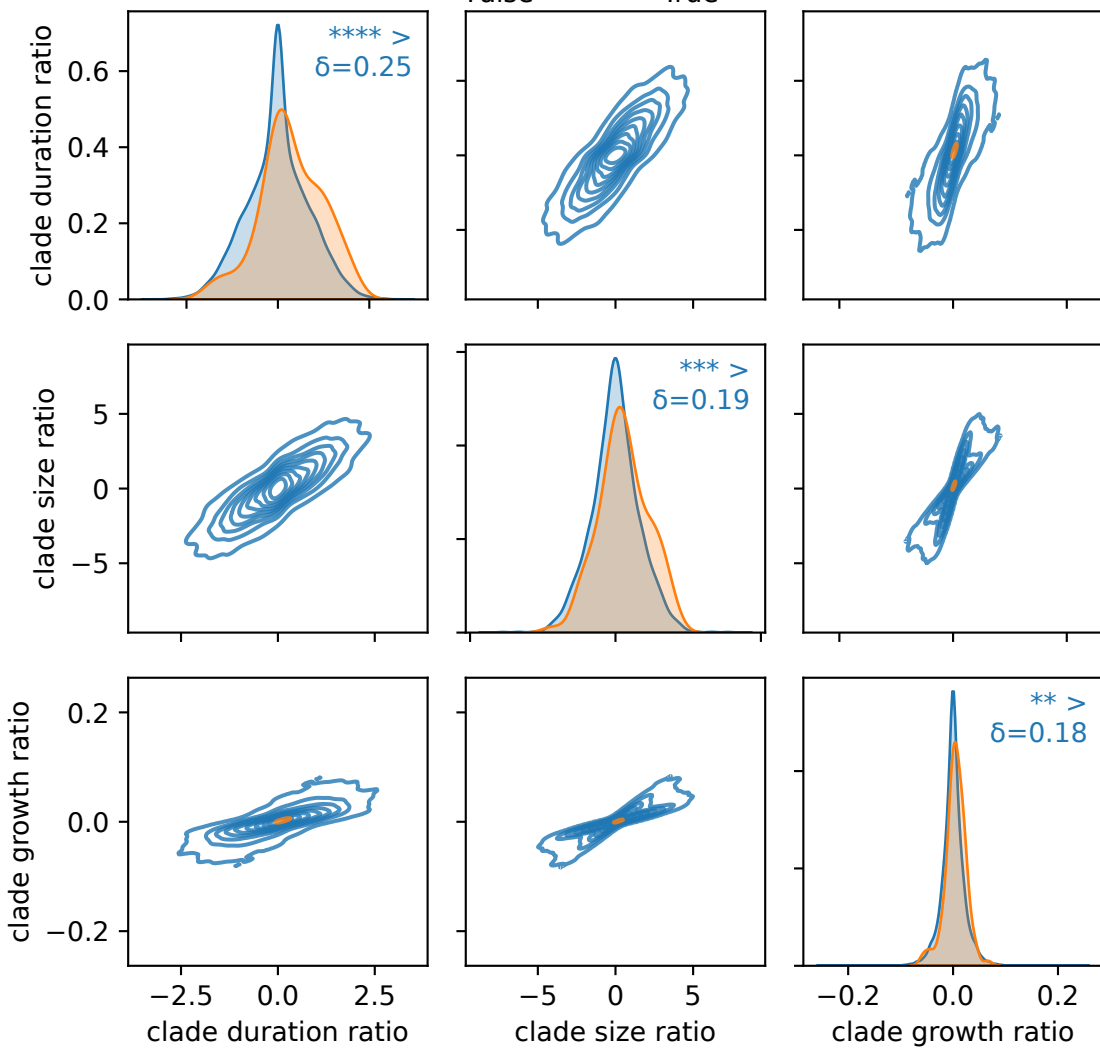 clade duration ratio
0.6
0.4
0.2
0.0
**** >
δ=0.25
clade size ratio
5
0
−5
*** >
δ=0.19
clade growth ratio
0.2
0.0
−0.2
** >
δ=0.18
−2.5 0.0 2.5
−5 0 5
−0.2 0.0 0.2
clade duration ratio
clade size ratio
clade growth ratio